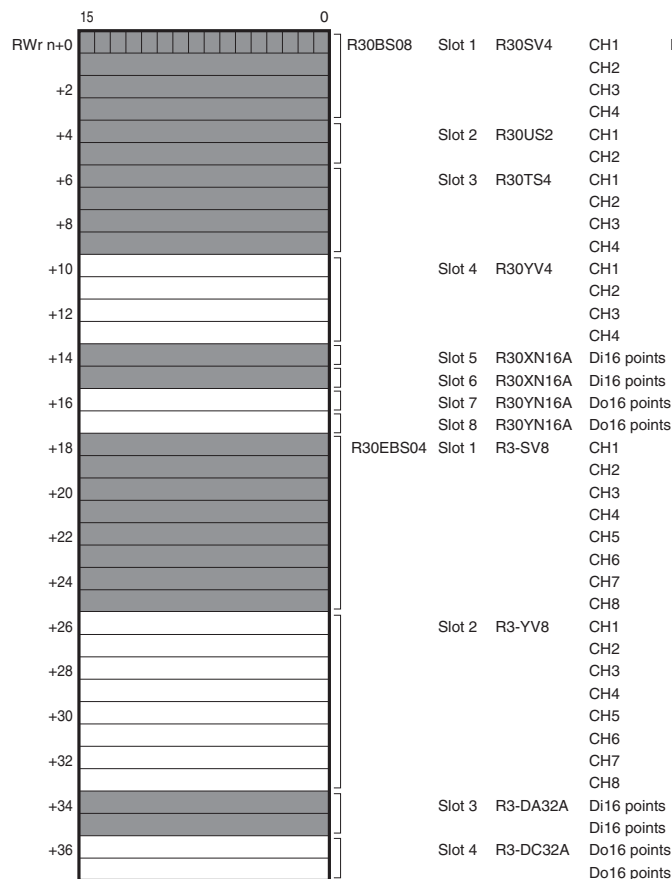 15 0
RWr n+0 R30BS08 Slot 1 R30SV4 CH1
CH2
+2 CH3
CH4
+4 Slot 2 R30US2 CH1
CH2
+6 Slot 3 R30TS4 CH1
CH2
+8 CH3
CH4
+10 Slot 4 R30YV4 CH1
CH2
+12 CH3
CH4
+14 Slot 5 R30XN16A Di16 points
Slot 6 R30XN16A Di16 points
+16 Slot 7 R30YN16A Do16 points
Slot 8 R30YN16A Do16 points
+18 R30EBS04 Slot 1 R3-SV8 CH1
CH2
+20 CH3
CH4
+22 CH5
CH6
+24 CH7
CH8
+26 Slot 2 R3-YV8 CH1
CH2
+28 CH3
CH4
+30 CH5
CH6
+32 CH7
CH8
+34 Slot 3 R3-DA32A Di16 points
Di16 points
+36 Slot 4 R3-DC32A Do16 points
Do16 points